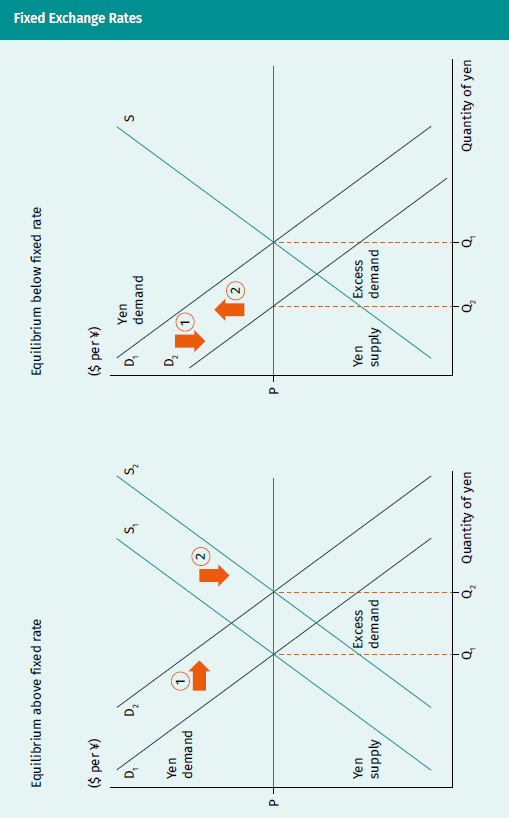 Fixed Exchange Rates
Equilibrium above fixed rate
($ per ¥)
D₁
D₂
S₁
S₂
Yen
demand
1
2
P
Yen
supply
Excess
demand
Q₁
Q₂
Quantity of yen
Equilibrium below fixed rate
($ per ¥)
D₁
Yen
demand
D₂
S
1
2
P
Yen
supply
Excess
demand
Q₂
Q₁
Quantity of yen